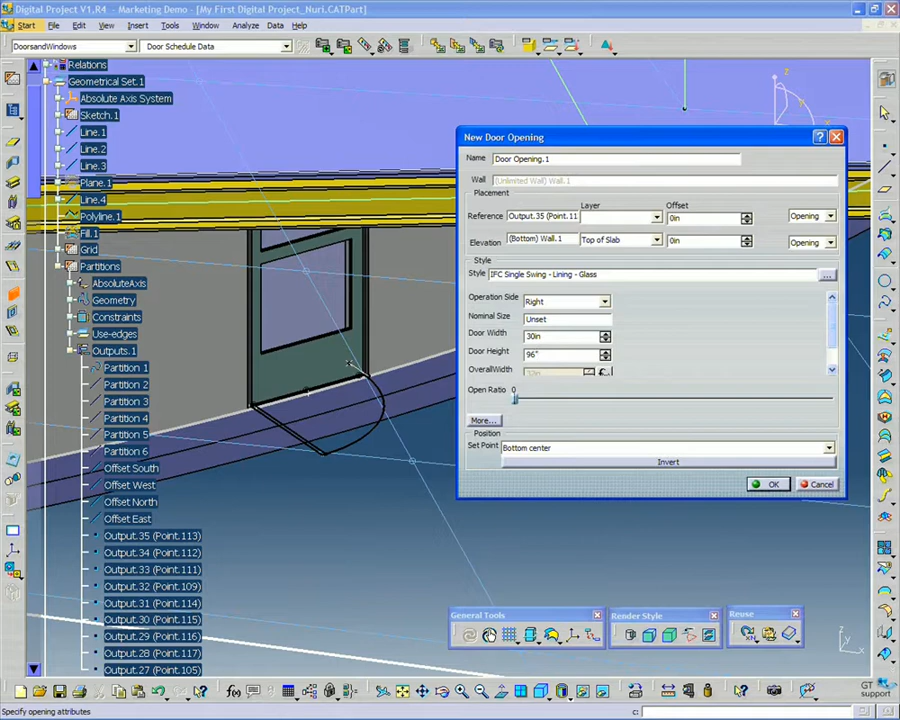 Digital Project V1,R4 - Marketing Demo - [My First Digital Project_Nuri.CATPart]
Start File Edit View Insert Tools Window Analyze Data Help
DoorsandWindows Door Schedule Data
Relations
Geometrical Set.1
Absolute Axis System
Sketch.1
Line.1
Line.2
Line.3
Plane.1
Line.4
Polyline.1
Fill.1
Grid
Partitions
AbsoluteAxis
Geometry
Constraints
Use-edges
Outputs.1
Partition 1
Partition 2
Partition 3
Partition 4
Partition 5
Partition 6
Offset South
Offset West
Offset North
Offset East
Output.35 (Point.113)
Output.34 (Point.112)
Output.33 (Point.111)
Output.32 (Point.109)
Output.31 (Point.114)
Output.30 (Point.115)
Output.29 (Point.116)
Output.28 (Point.117)
Output.27 (Point.105)
New Door Opening
Name Door Opening.1
Wall (Unlimited Wall) Wall.1
Placement
Layer Offset
Reference Output.35 (Point.11 0in Opening
Elevation (Bottom) Wall.1 Top of Slab 0in Opening
Style
Style IFC Single Swing - Lining - Glass ...
Operation Side Right
Nominal Size Unset
Door Width 30in
Door Height 96"
OverallWidth 30in
Open Ratio 0
More...
Position
Set Point Bottom center
Invert
OK Cancel
General Tools
Render Style
Reuse
z
x
y
z
y
x
GT
support
Specify opening attributes c: